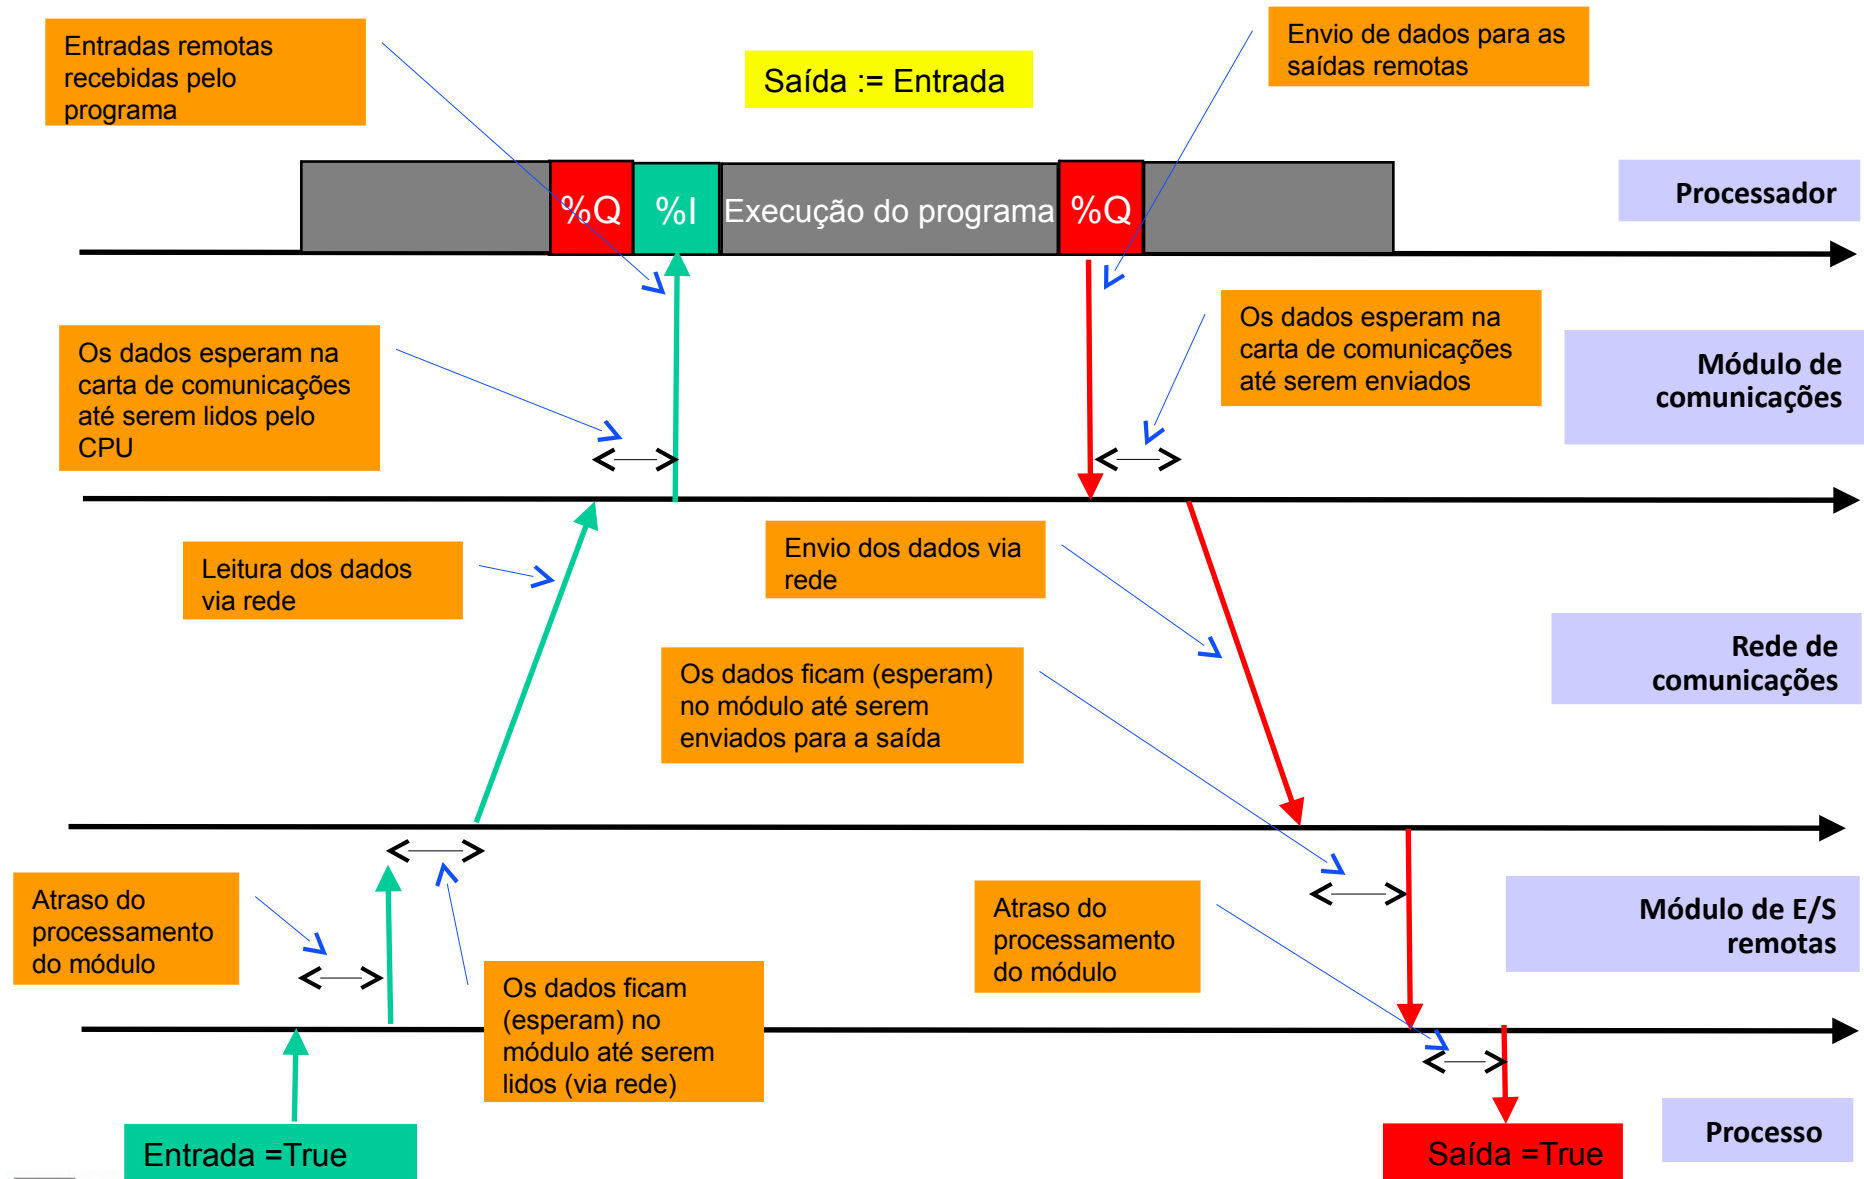 Entradas remotas
recebidas pelo
programa
Saída := Entrada
Envio de dados para as
saídas remotas
%Q
%I
Execução do programa
%Q
Processador
Os dados esperam na
carta de comunicações
até serem lidos pelo
CPU
Os dados esperam na
carta de comunicações
até serem enviados
Módulo de
comunicações
Leitura dos dados
via rede
Envio dos dados via
rede
Os dados ficam (esperam)
no módulo até serem
enviados para a saída
Rede de
comunicações
Atraso do
processamento
do módulo
Os dados ficam
(esperam) no
módulo até serem
lidos (via rede)
Atraso do
processamento
do módulo
Módulo de E/S
remotas
Entrada =True
Saída =True
Processo